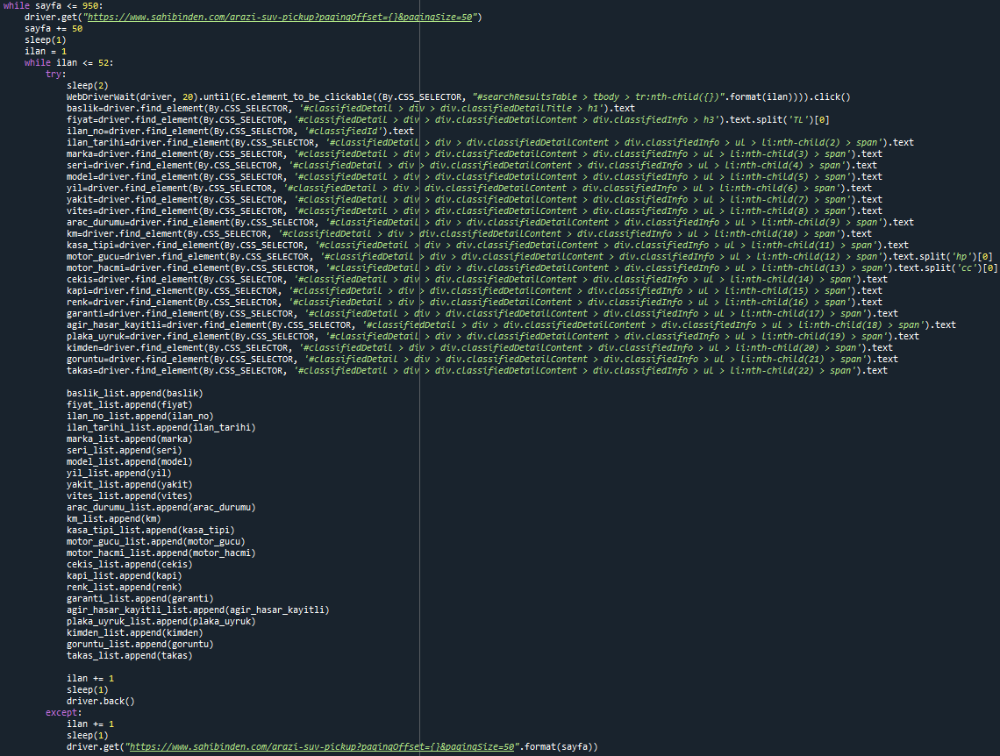 while sayfa <= 950:
    driver.get("https://www.sahibinden.com/arazi-suv-pickup?pagingOffset={}&pagingSize=50")
    sayfa += 50
    sleep(1)
    ilan = 1
    while ilan <= 52:
        try:
            sleep(2)
            WebDriverWait(driver, 20).until(EC.element_to_be_clickable((By.CSS_SELECTOR, "#searchResultsTable > tbody > tr:nth-child({})".format(ilan)))).click()
            baslik=driver.find_element(By.CSS_SELECTOR, '#classifiedDetail > div > div.classifiedDetailTitle > h1').text
            fiyat=driver.find_element(By.CSS_SELECTOR, '#classifiedDetail > div > div.classifiedDetailContent > div.classifiedInfo > h3').text.split('TL')[0]
            ilan_no=driver.find_element(By.CSS_SELECTOR, '#classifiedId').text
            ilan_tarihi=driver.find_element(By.CSS_SELECTOR, '#classifiedDetail > div > div.classifiedDetailContent > div.classifiedInfo > ul > li:nth-child(2) > span').text
            marka=driver.find_element(By.CSS_SELECTOR, '#classifiedDetail > div > div.classifiedDetailContent > div.classifiedInfo > ul > li:nth-child(3) > span').text
            seri=driver.find_element(By.CSS_SELECTOR, '#classifiedDetail > div > div.classifiedDetailContent > div.classifiedInfo > ul > li:nth-child(4) > span').text
            model=driver.find_element(By.CSS_SELECTOR, '#classifiedDetail > div > div.classifiedDetailContent > div.classifiedInfo > ul > li:nth-child(5) > span').text
            yil=driver.find_element(By.CSS_SELECTOR, '#classifiedDetail > div > div.classifiedDetailContent > div.classifiedInfo > ul > li:nth-child(6) > span').text
            yakit=driver.find_element(By.CSS_SELECTOR, '#classifiedDetail > div > div.classifiedDetailContent > div.classifiedInfo > ul > li:nth-child(7) > span').text
            vites=driver.find_element(By.CSS_SELECTOR, '#classifiedDetail > div > div.classifiedDetailContent > div.classifiedInfo > ul > li:nth-child(8) > span').text
            arac_durumu=driver.find_element(By.CSS_SELECTOR, '#classifiedDetail > div > div.classifiedDetailContent > div.classifiedInfo > ul > li:nth-child(9) > span').text
            km=driver.find_element(By.CSS_SELECTOR, '#classifiedDetail > div > div.classifiedDetailContent > div.classifiedInfo > ul > li:nth-child(10) > span').text
            kasa_tipi=driver.find_element(By.CSS_SELECTOR, '#classifiedDetail > div > div.classifiedDetailContent > div.classifiedInfo > ul > li:nth-child(11) > span').text
            motor_gucu=driver.find_element(By.CSS_SELECTOR, '#classifiedDetail > div > div.classifiedDetailContent > div.classifiedInfo > ul > li:nth-child(12) > span').text.split('hp')[0]
            motor_hacmi=driver.find_element(By.CSS_SELECTOR, '#classifiedDetail > div > div.classifiedDetailContent > div.classifiedInfo > ul > li:nth-child(13) > span').text.split('cc')[0]
            cekis=driver.find_element(By.CSS_SELECTOR, '#classifiedDetail > div > div.classifiedDetailContent > div.classifiedInfo > ul > li:nth-child(14) > span').text
            kapi=driver.find_element(By.CSS_SELECTOR, '#classifiedDetail > div > div.classifiedDetailContent > div.classifiedInfo > ul > li:nth-child(15) > span').text
            renk=driver.find_element(By.CSS_SELECTOR, '#classifiedDetail > div > div.classifiedDetailContent > div.classifiedInfo > ul > li:nth-child(16) > span').text
            garanti=driver.find_element(By.CSS_SELECTOR, '#classifiedDetail > div > div.classifiedDetailContent > div.classifiedInfo > ul > li:nth-child(17) > span').text
            agir_hasar_kayitli=driver.find_element(By.CSS_SELECTOR, '#classifiedDetail > div > div.classifiedDetailContent > div.classifiedInfo > ul > li:nth-child(18) > span').text
            plaka_uyruk=driver.find_element(By.CSS_SELECTOR, '#classifiedDetail > div > div.classifiedDetailContent > div.classifiedInfo > ul > li:nth-child(19) > span').text
            kimden=driver.find_element(By.CSS_SELECTOR, '#classifiedDetail > div > div.classifiedDetailContent > div.classifiedInfo > ul > li:nth-child(20) > span').text
            goruntu=driver.find_element(By.CSS_SELECTOR, '#classifiedDetail > div > div.classifiedDetailContent > div.classifiedInfo > ul > li:nth-child(21) > span').text
            takas=driver.find_element(By.CSS_SELECTOR, '#classifiedDetail > div > div.classifiedDetailContent > div.classifiedInfo > ul > li:nth-child(22) > span').text

            baslik_list.append(baslik)
            fiyat_list.append(fiyat)
            ilan_no_list.append(ilan_no)
            ilan_tarihi_list.append(ilan_tarihi)
            marka_list.append(marka)
            seri_list.append(seri)
            model_list.append(model)
            yil_list.append(yil)
            yakit_list.append(yakit)
            vites_list.append(vites)
            arac_durumu_list.append(arac_durumu)
            km_list.append(km)
            kasa_tipi_list.append(kasa_tipi)
            motor_gucu_list.append(motor_gucu)
            motor_hacmi_list.append(motor_hacmi)
            cekis_list.append(cekis)
            kapi_list.append(kapi)
            renk_list.append(renk)
            garanti_list.append(garanti)
            agir_hasar_kayitli_list.append(agir_hasar_kayitli)
            plaka_uyruk_list.append(plaka_uyruk)
            kimden_list.append(kimden)
            goruntu_list.append(goruntu)
            takas_list.append(takas)

            ilan += 1
            sleep(1)
            driver.back()
        except:
            ilan += 1
            sleep(1)
            driver.get("https://www.sahibinden.com/arazi-suv-pickup?pagingOffset={}&pagingSize=50".format(sayfa))